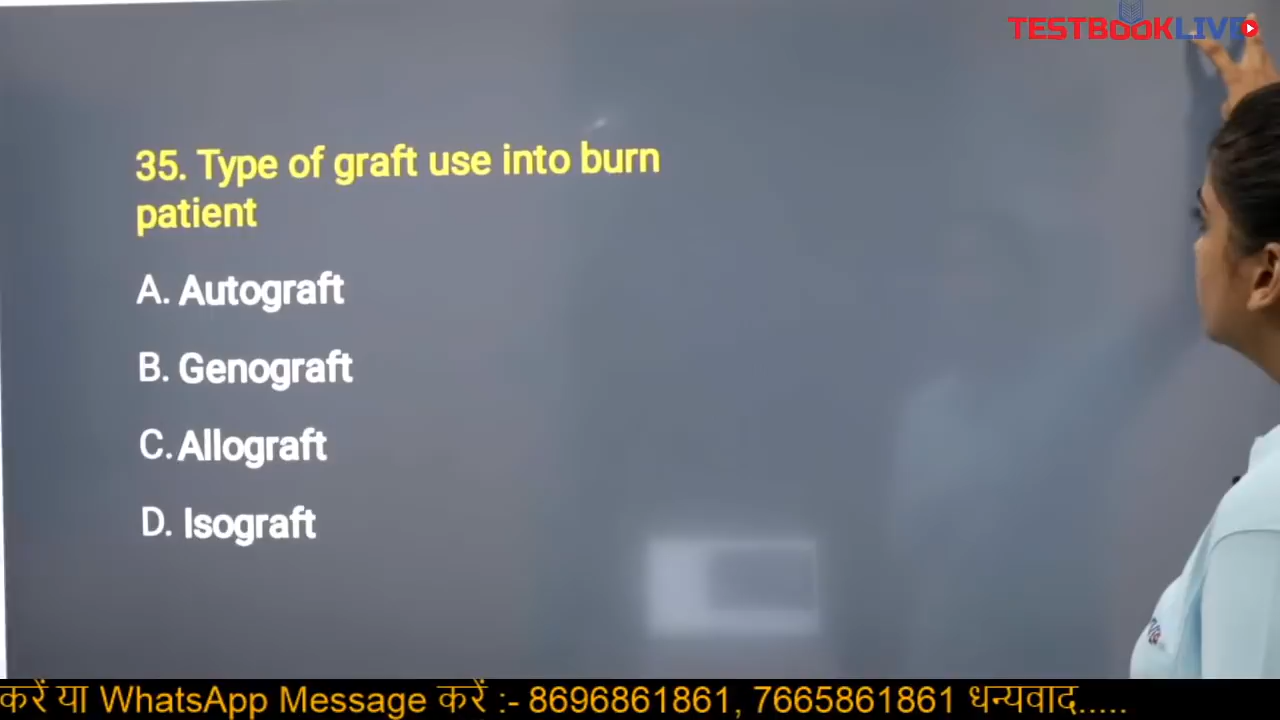 TESTBOOKLIVE
35. Type of graft use into burn
patient
A. Autograft
B. Genograft
C. Allograft
D. Isograft
करें या WhatsApp Message करें :- 8696861861, 7665861861 धन्यवाद.....